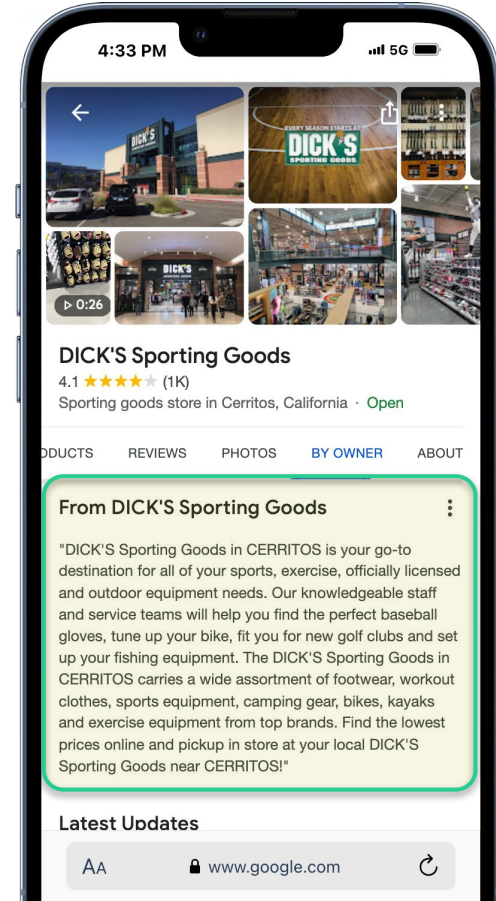 4:33 PM
5G
DICK'S
EVERY SEASON STARTS AT
DICK'S
SPORTING GOODS
0:26
DICK'S
DICK'S Sporting Goods
4.1 (1K)
Sporting goods store in Cerritos, California · Open
ODUCTS REVIEWS PHOTOS BY OWNER ABOUT
From DICK'S Sporting Goods
"DICK'S Sporting Goods in CERRITOS is your go-to
destination for all of your sports, exercise, officially licensed
and outdoor equipment needs. Our knowledgeable staff
and service teams will help you find the perfect baseball
gloves, tune up your bike, fit you for new golf clubs and set
up your fishing equipment. The DICK'S Sporting Goods in
CERRITOS carries a wide assortment of footwear, workout
clothes, sports equipment, camping gear, bikes, kayaks
and exercise equipment from top brands. Find the lowest
prices online and pickup in store at your local DICK'S
Sporting Goods near CERRITOS!"
Latest Updates
AA www.google.com